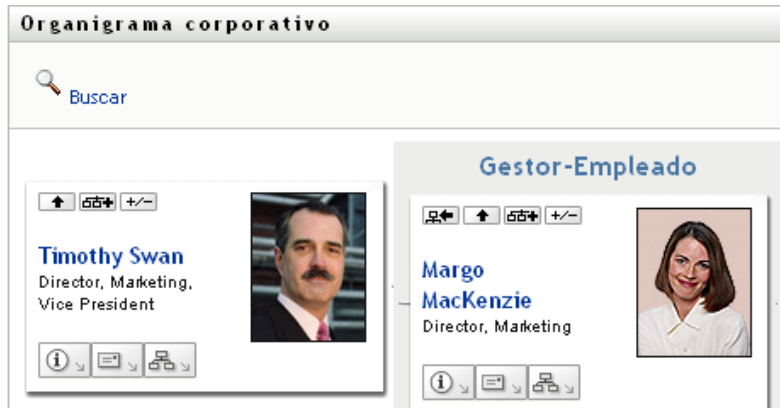 Organigrama corporativo
Buscar
Gestor-Empleado
+/-
Timothy Swan
Director, Marketing,
Vice President
+/-
Margo
MacKenzie
Director, Marketing